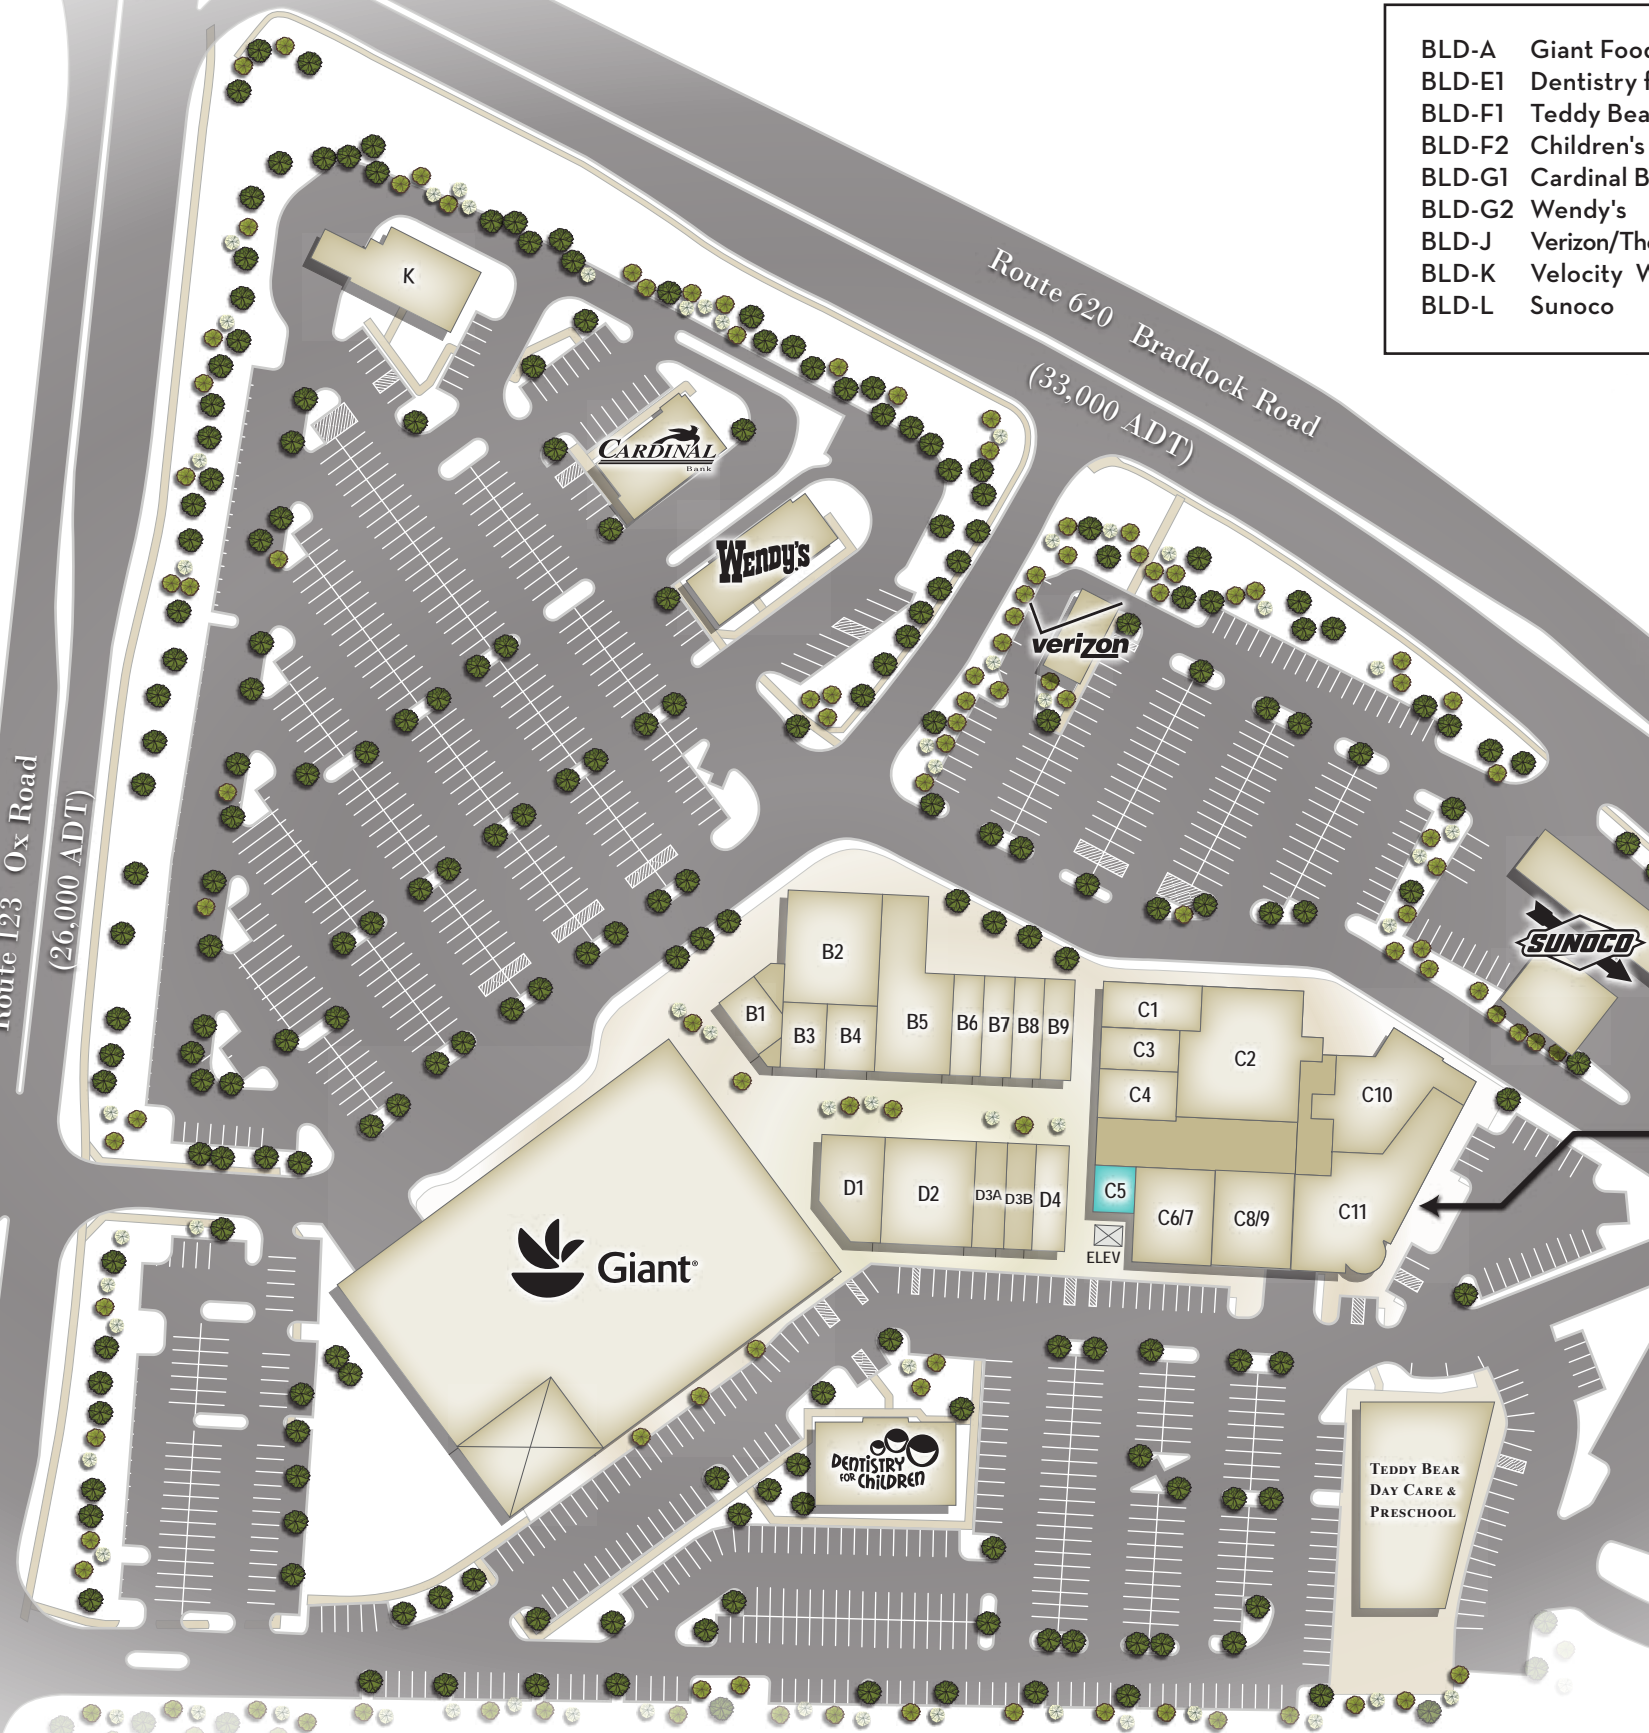 BLD-A Giant Food
BLD-E1 Dentistry f
BLD-F1 Teddy Bea
BLD-F2 Children's
BLD-G1 Cardinal B
BLD-G2 Wendy's
BLD-J Verizon/The
BLD-K Velocity W
BLD-L Sunoco
Route 620 Braddock Road
(33,000 ADT)
K
CARDINAL
Bank
WENDY'S
verizon
Route 123 Ox Road
(26,000 ADT)
SUNOCO
B2
B1
B3
B4
B5
B6
B7
B8
B9
C1
C3
C4
C2
C10
C5
C6/7
C8/9
C11
ELEV
D1
D2
D3A
D3B
D4
Giant
DENTISTRY
FOR CHILDREN
TEDDY BEAR
DAY CARE &
PRESCHOOL